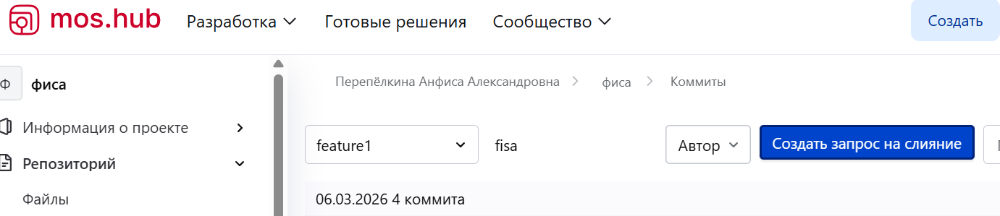 mos.hub Разработка Готовые решения Сообщество Создать
Ф фиса
Перепёлкина Анфиса Александровна фиса Коммиты
Информация о проекте
feature1 fisa Автор Создать запрос на слияние
Репозиторий
Файлы
06.03.2026 4 коммита